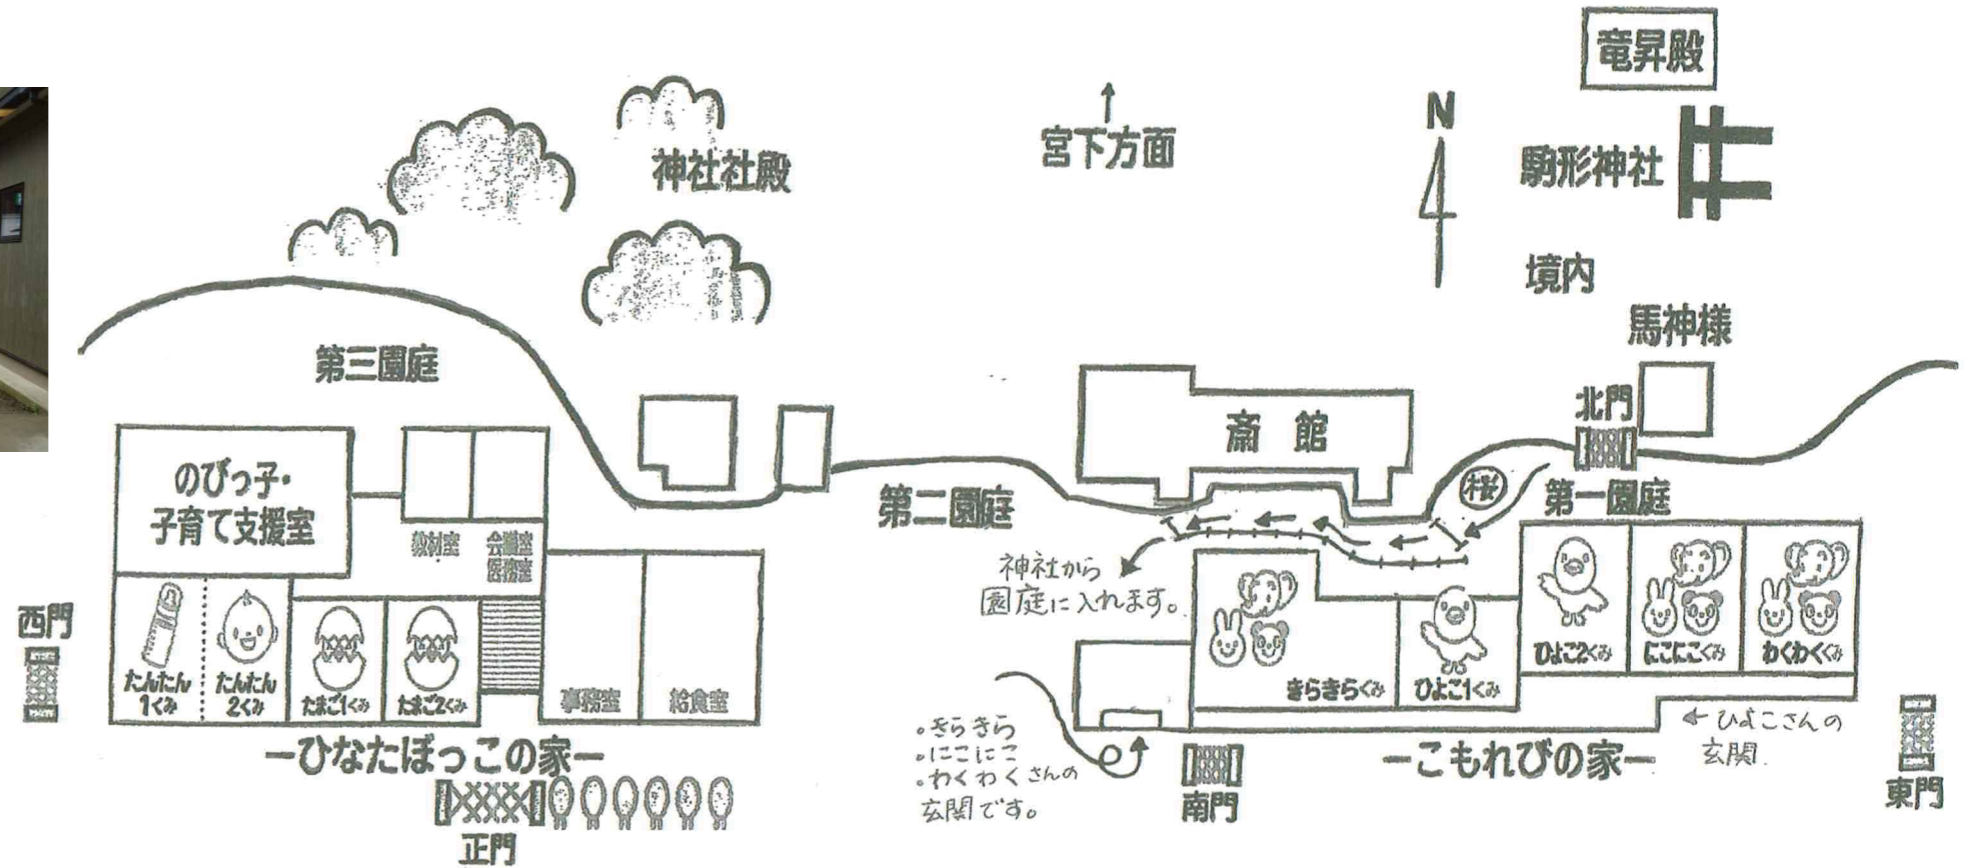 竜昇殿
N
宮下方面
駒形神社
神社社殿
境内
馬神様
第三園庭
北門
斎 館
桜
第一園庭
第二園庭
のびっ子・
子育て支援室
教材室
会議室
医務室
神社から
園庭に入れます。
西門
たんたん
1くみ
たんたん
2くみ
たまご1くみ
たまご2くみ
事務室
給食室
きらきらくみ
ひよこ1くみ
ひよこ2くみ
にこにこくみ
わくわくくみ
ーひなたぼっこの家ー
・きらきら
・にこにこ
・わくわくさんの
玄関です。
南門
ーこもれびの家ー
←ひよこさんの
玄関.
東門
正門